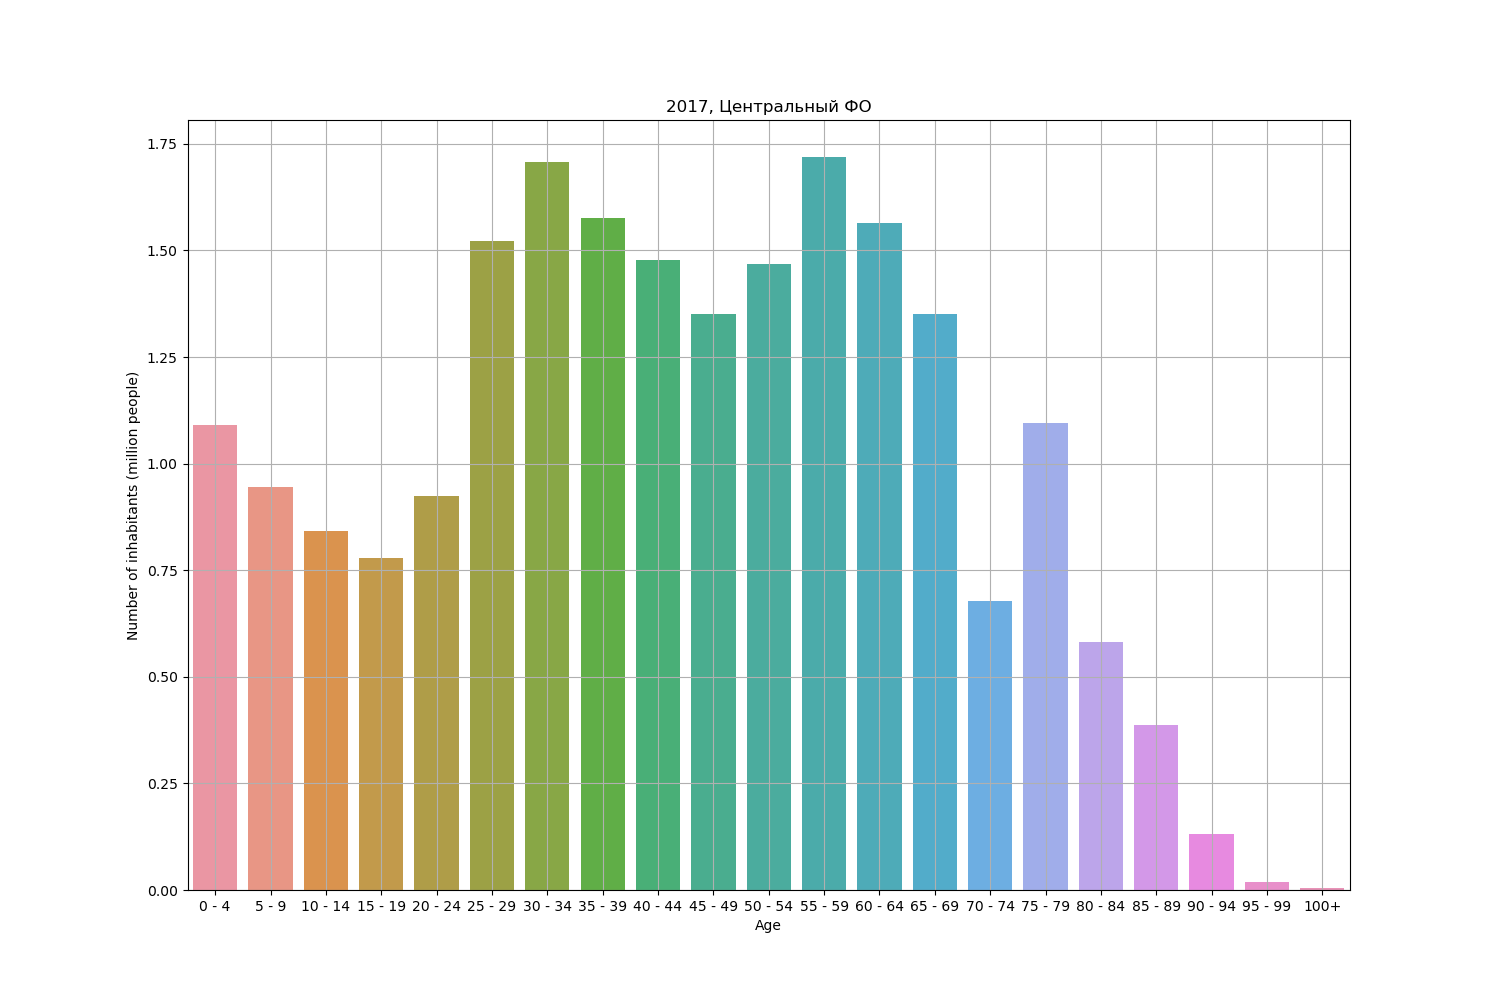 2017, Центральный ФО
Number of inhabitants (million people)
1.75
1.50
1.25
1.00
0.75
0.50
0.25
0.00
0 - 4 5 - 9 10 - 14 15 - 19 20 - 24 25 - 29 30 - 34 35 - 39 40 - 44 45 - 49 50 - 54 55 - 59 60 - 64 65 - 69 70 - 74 75 - 79 80 - 84 85 - 89 90 - 94 95 - 99 100+
Age